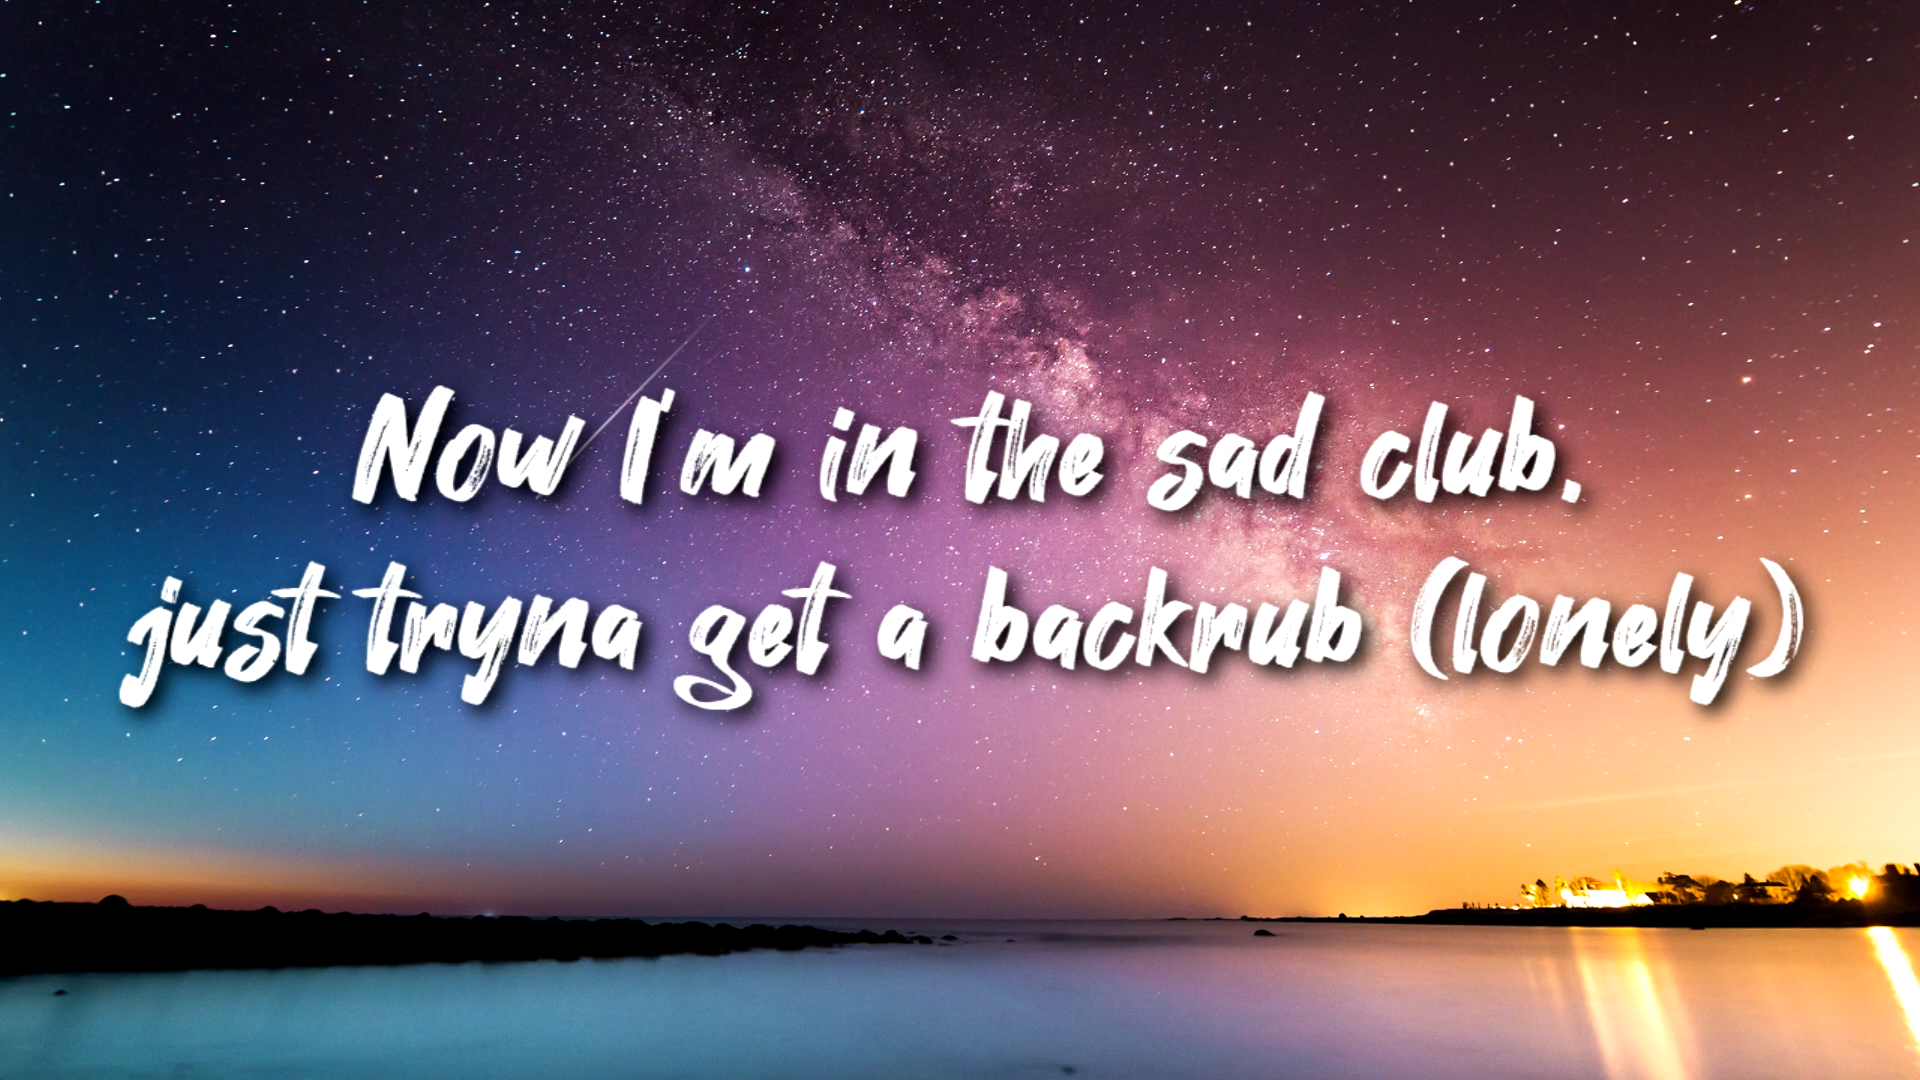 Now I'm in the sad club.
just tryna get a backrub (lonely)